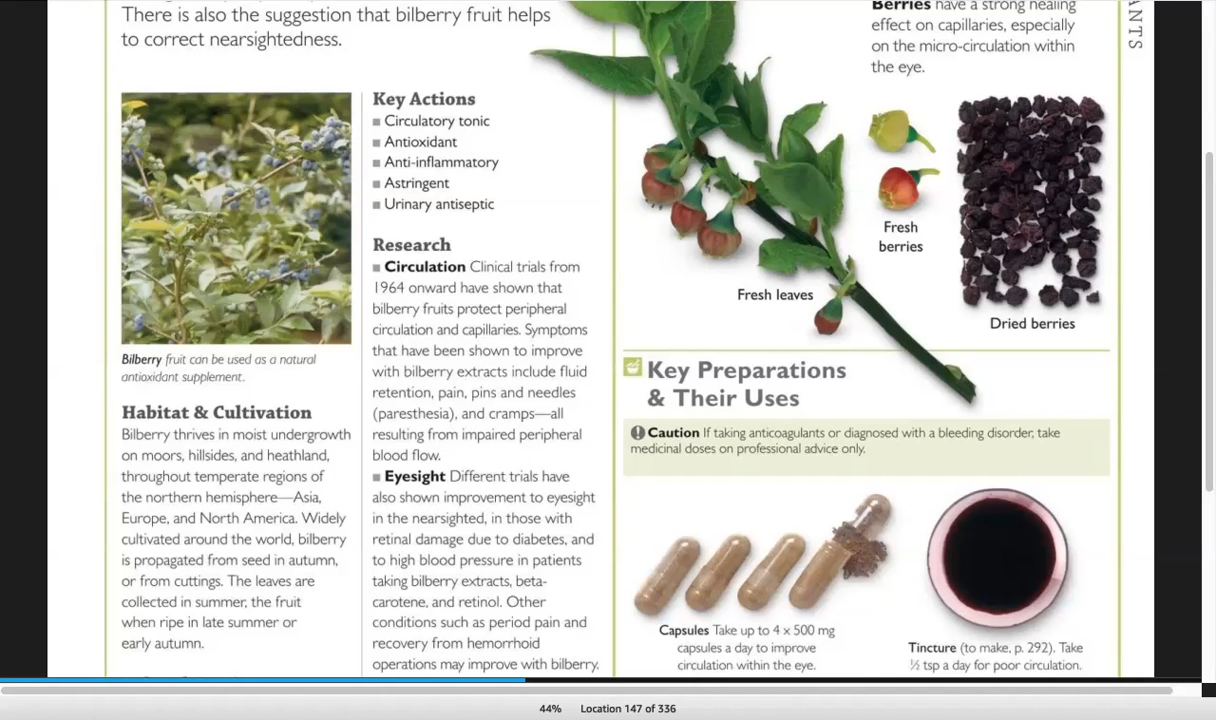 There is also the suggestion that bilberry fruit helps
to correct nearsightedness.
Bilberry fruit can be used as a natural
antioxidant supplement.
Habitat & Cultivation
Bilberry thrives in moist undergrowth
on moors, hillsides, and heathland,
throughout temperate regions of
the northern hemisphere—Asia,
Europe, and North America. Widely
cultivated around the world, bilberry
is propagated from seed in autumn,
or from cuttings. The leaves are
collected in summer, the fruit
when ripe in late summer or
early autumn.
Key Actions
■ Circulatory tonic
■ Antioxidant
■ Anti-inflammatory
■ Astringent
■ Urinary antiseptic
Research
■ Circulation Clinical trials from
1964 onward have shown that
bilberry fruits protect peripheral
circulation and capillaries. Symptoms
that have been shown to improve
with bilberry extracts include fluid
retention, pain, pins and needles
(paresthesia), and cramps—all
resulting from impaired peripheral
blood flow.
■ Eyesight Different trials have
also shown improvement to eyesight
in the nearsighted, in those with
retinal damage due to diabetes, and
to high blood pressure in patients
taking bilberry extracts, beta-
carotene, and retinol. Other
conditions such as period pain and
recovery from hemorrhoid
operations may improve with bilberry.
Berries have a strong healing
effect on capillaries, especially
on the micro-circulation within
the eye.
Fresh
berries
Fresh leaves
Dried berries
Key Preparations
& Their Uses
Caution If taking anticoagulants or diagnosed with a bleeding disorder, take
medicinal doses on professional advice only.
Capsules Take up to 4 x 500 mg
capsules a day to improve
circulation within the eye.
Tincture (to make, p. 292). Take
½ tsp a day for poor circulation.
ANTS
44% Location 147 of 336